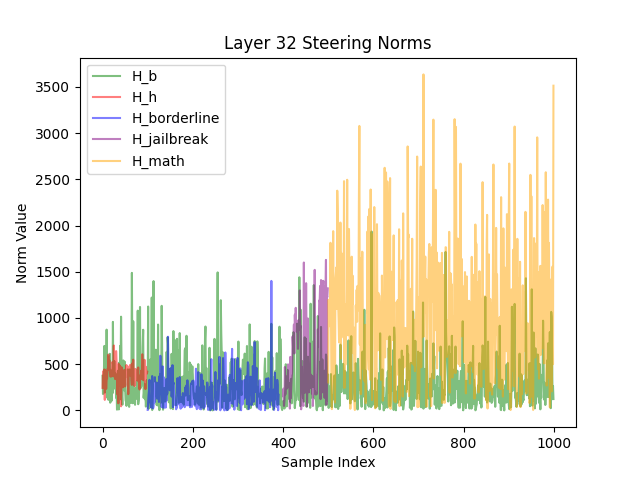 Layer 32 Steering Norms
H_b
H_h
H_borderline
H_jailbreak
H_math
Norm Value
3500
3000
2500
2000
1500
1000
500
0
0 200 400 600 800 1000
Sample Index